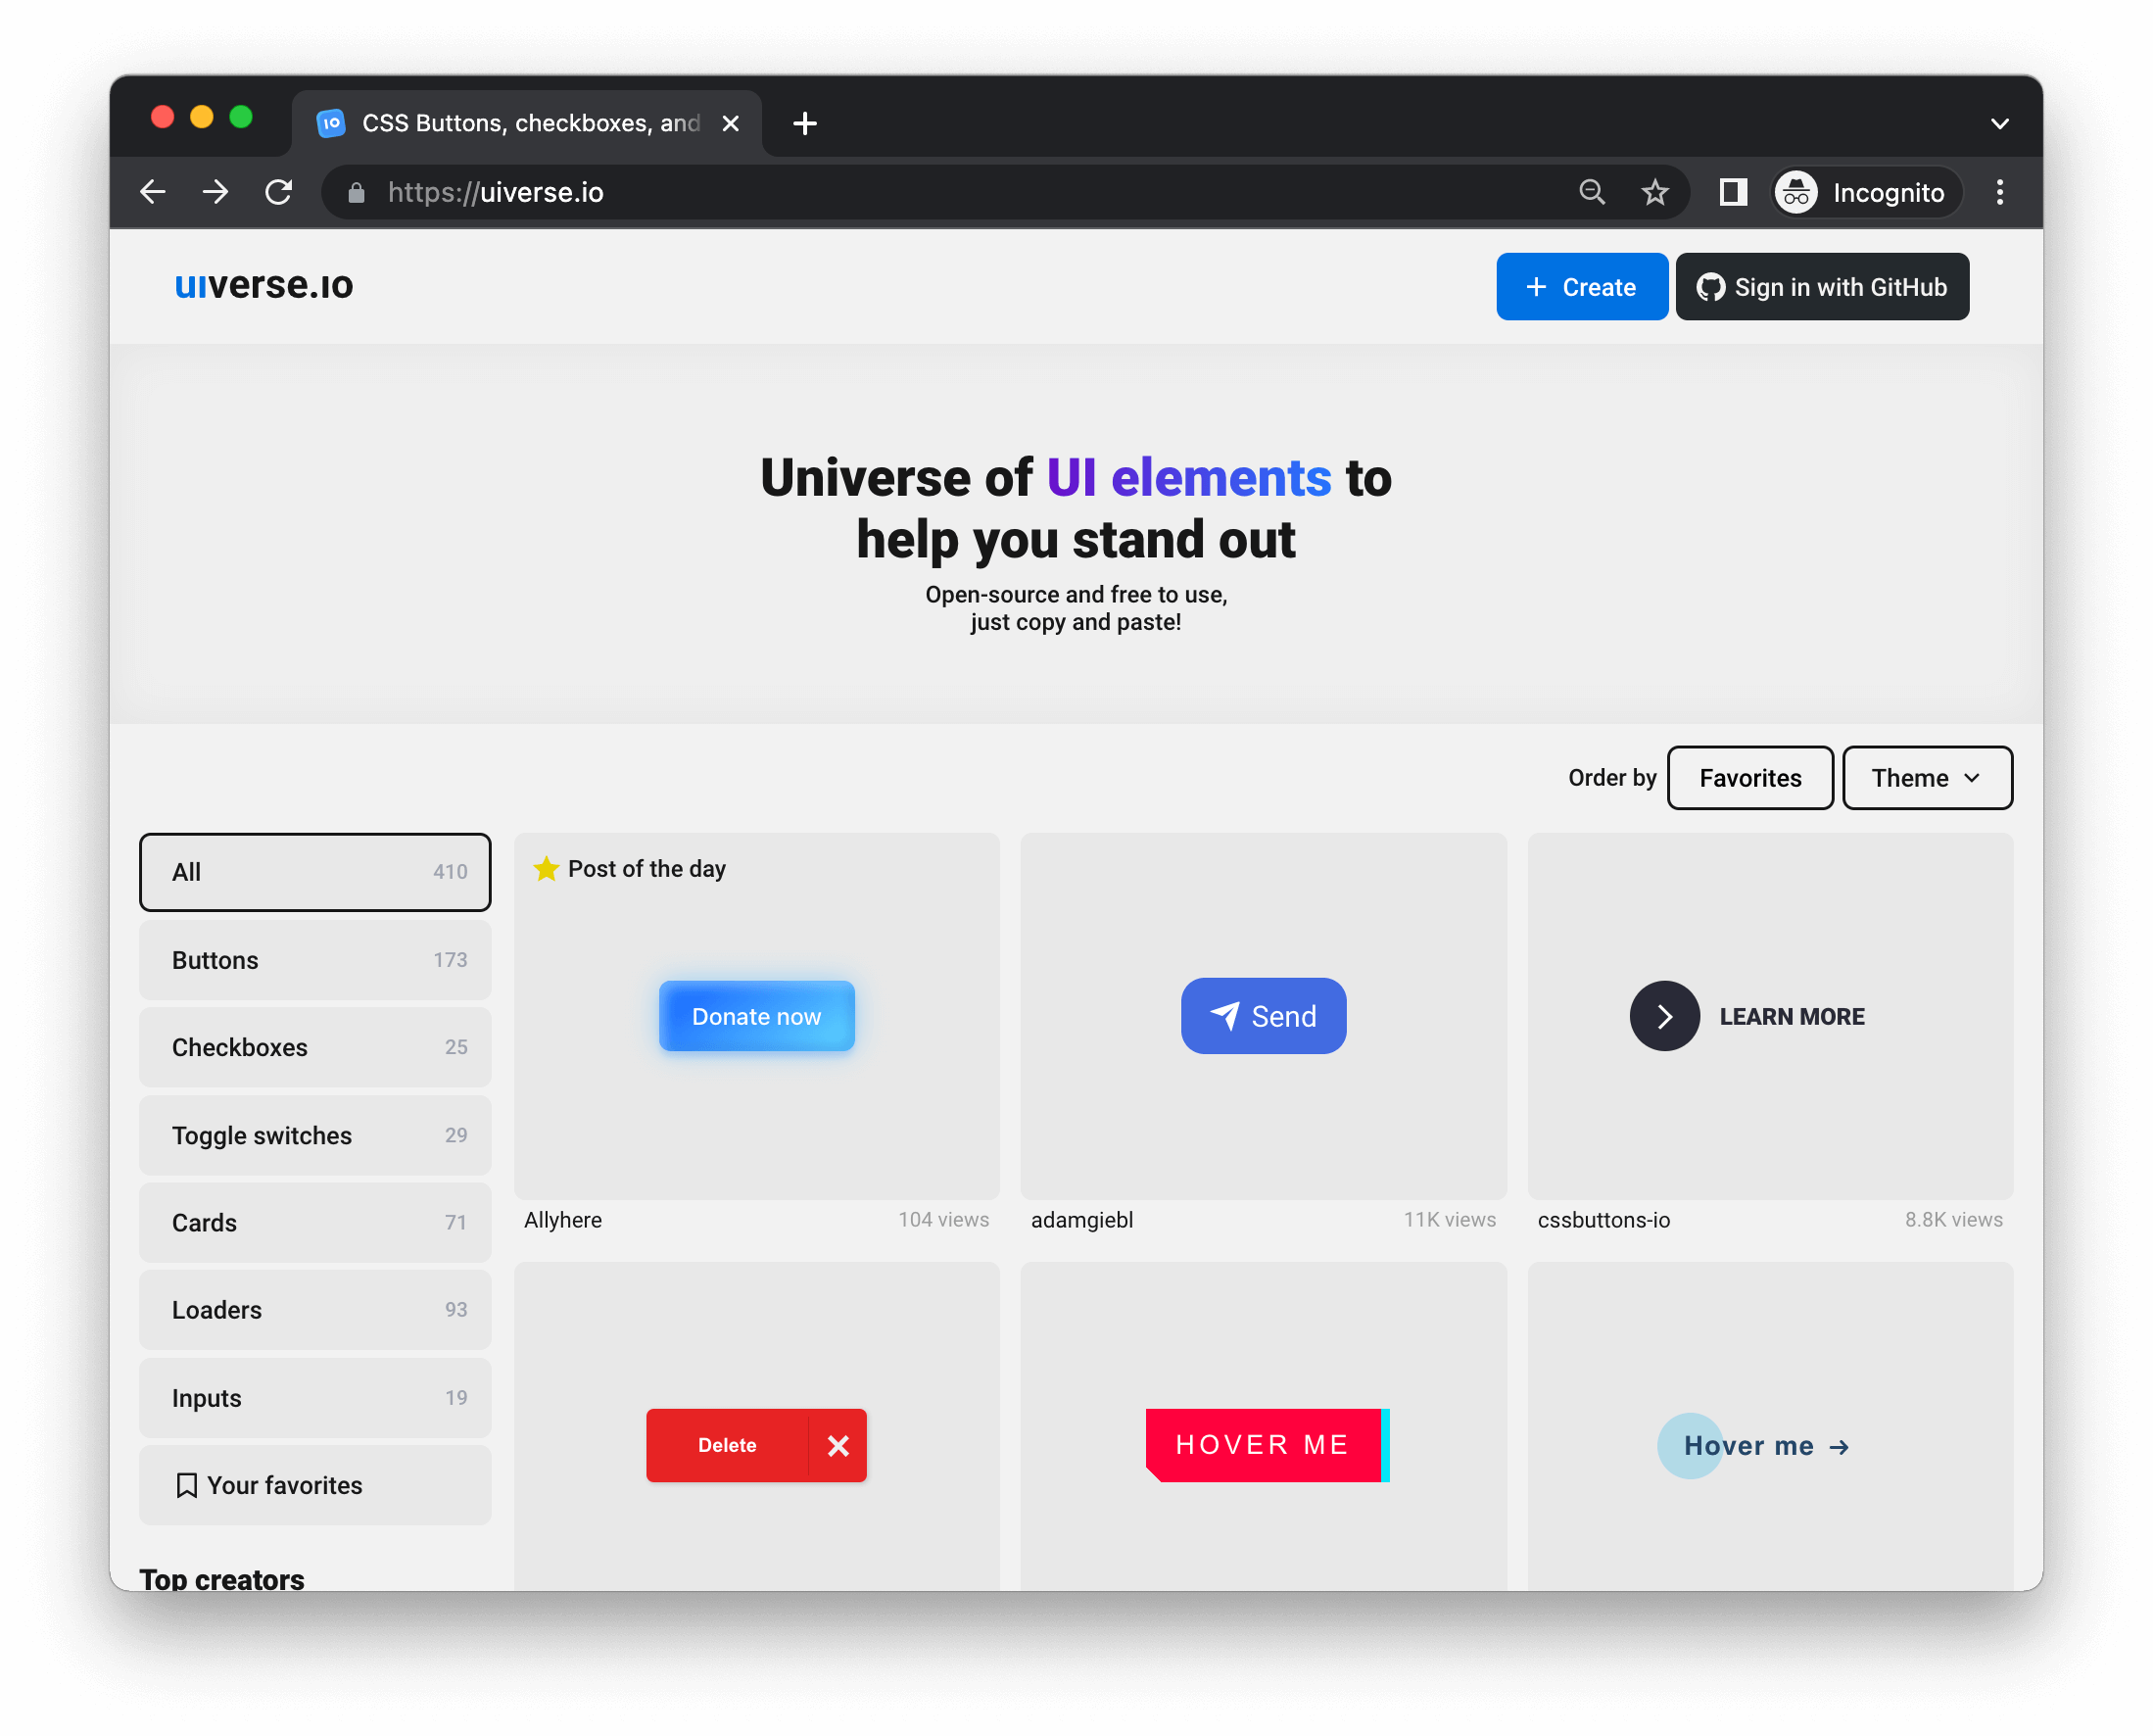 CSS Buttons, checkboxes, and
https://uiverse.io
Incognito
uiverse.io
Create
Sign in with GitHub
Universe of UI elements to
help you stand out
Open-source and free to use,
just copy and paste!
Order by
Favorites
Theme
All 410
Buttons 173
Checkboxes 25
Toggle switches 29
Cards 71
Loaders 93
Inputs 19
Your favorites
Top creators
Post of the day
Donate now
Allyhere 104 views
Send
adamgiebl 11K views
LEARN MORE
cssbuttons-io 8.8K views
Delete
HOVER ME
Hover me →